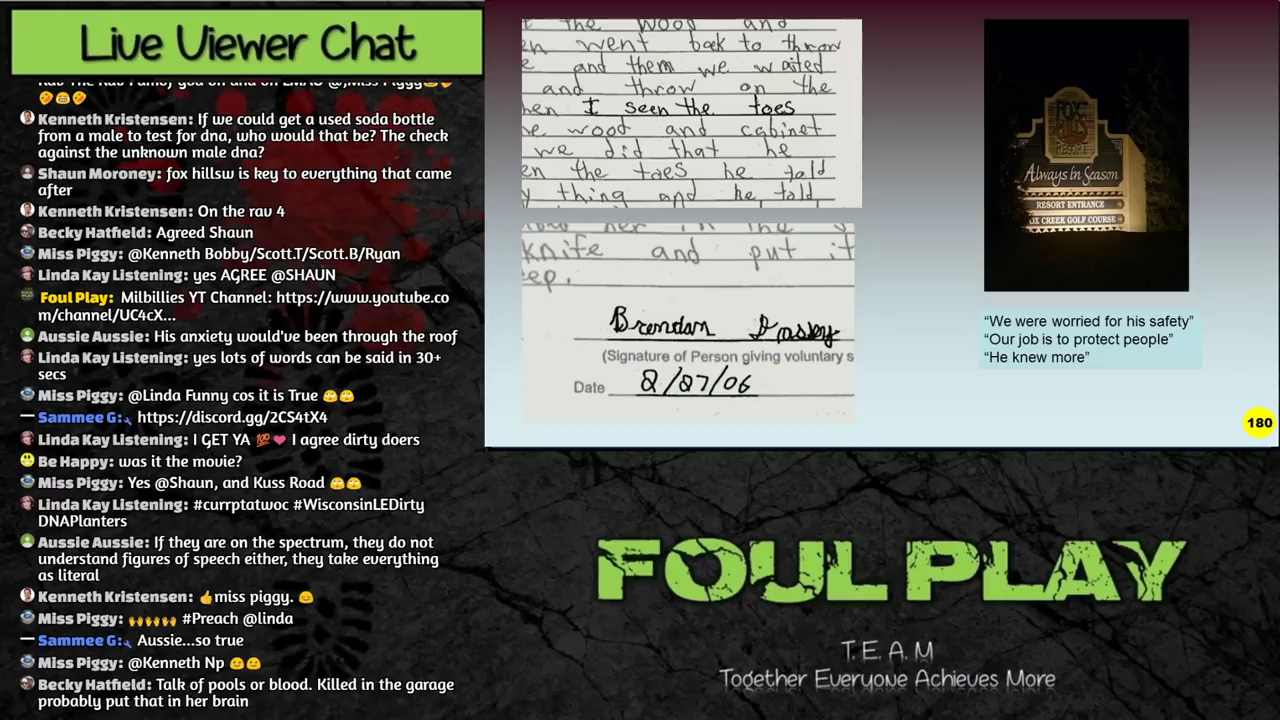 Live Viewer Chat
Kenneth Kristensen: If we could get a used soda bottle
from a male to test for dna, who would that be? The check
against the unknown male dna?
Shaun Moroney: fox hillsw is key to everything that came
after
Kenneth Kristensen: On the rav 4
Becky Hatfield: Agreed Shaun
Miss Piggy: @Kenneth Bobby/Scott.T/Scott.B/Ryan
Linda Kay Listening: yes AGREE @SHAUN
Foul Play: Milbillies YT Channel: https://www.youtube.co
m/channel/UC4cX...
Aussie Aussie: His anxiety would've been through the roof
Linda Kay Listening: yes lots of words can be said in 30+
secs
Miss Piggy: @Linda Funny cos it is True 🙄🙄
Sammee G: https://discord.gg/2CS4tX4
Linda Kay Listening: I GET YA 💯❤ I agree dirty doers
Be Happy: was it the movie?
Miss Piggy: Yes @Shaun, and Kuss Road 🙄🙄
Linda Kay Listening: #currptatwoc #WisconsinLEDirty
DNAPlanters
Aussie Aussie: If they are on the spectrum, they do not
understand figures of speech either, they take everything
as literal
Kenneth Kristensen: 👍miss piggy. 😊
Miss Piggy: 🙌🙌🙌 #Preach @linda
Sammee G: Aussie...so true
Miss Piggy: @Kenneth Np 😊😊
Becky Hatfield: Talk of pools or blood. Killed in the garage
probably put that in her brain
the wood and
en went back to throw
e and them we waited
and throw on the
hen I seen the toes
he wood and cabinet
we did that he
en the toes he told
y thing and he told
her in the
knife and put it
eep.
Brendan Dassey
(Signature of Person giving voluntary s
Date 2/27/06
FOX
HILLS
RESORT
Always In Season
RESORT ENTRANCE
OX CREEK GOLF COURSE
“We were worried for his safety”
“Our job is to protect people”
“He knew more”
180
FOUL PLAY
T.E.A.M
Together Everyone Achieves More